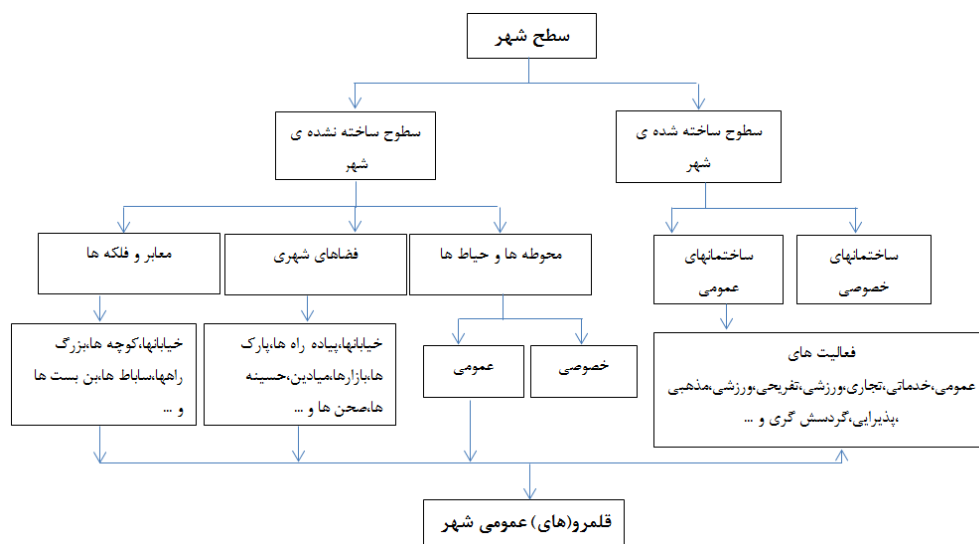 سطح شهر
سطوح ساخته شده ی
شهر
سطوح ساخته نشده ی
شهر
ساختمانهای
خصوصی
ساختمانهای
عمومی
محوطه ها و حیاط ها
فضاهای شهری
معابر و فلکه ها
فعالیت های
عمومی،خدماتی،تجاری،ورزشی،تفریحی،ورزشی،مذهبی
،پذیرایی،گردسش گری و ...
خصوصی
عمومی
خیابانها،پیاده راه ها،پارک
ها،بازارها،میادین،حسینه
ها،صحن ها و ...
خیابانها،کوچه ها،بزرگ
راهها،ساباط ها،بن بست ها
و ...
قلمرو(های) عمومی شهر